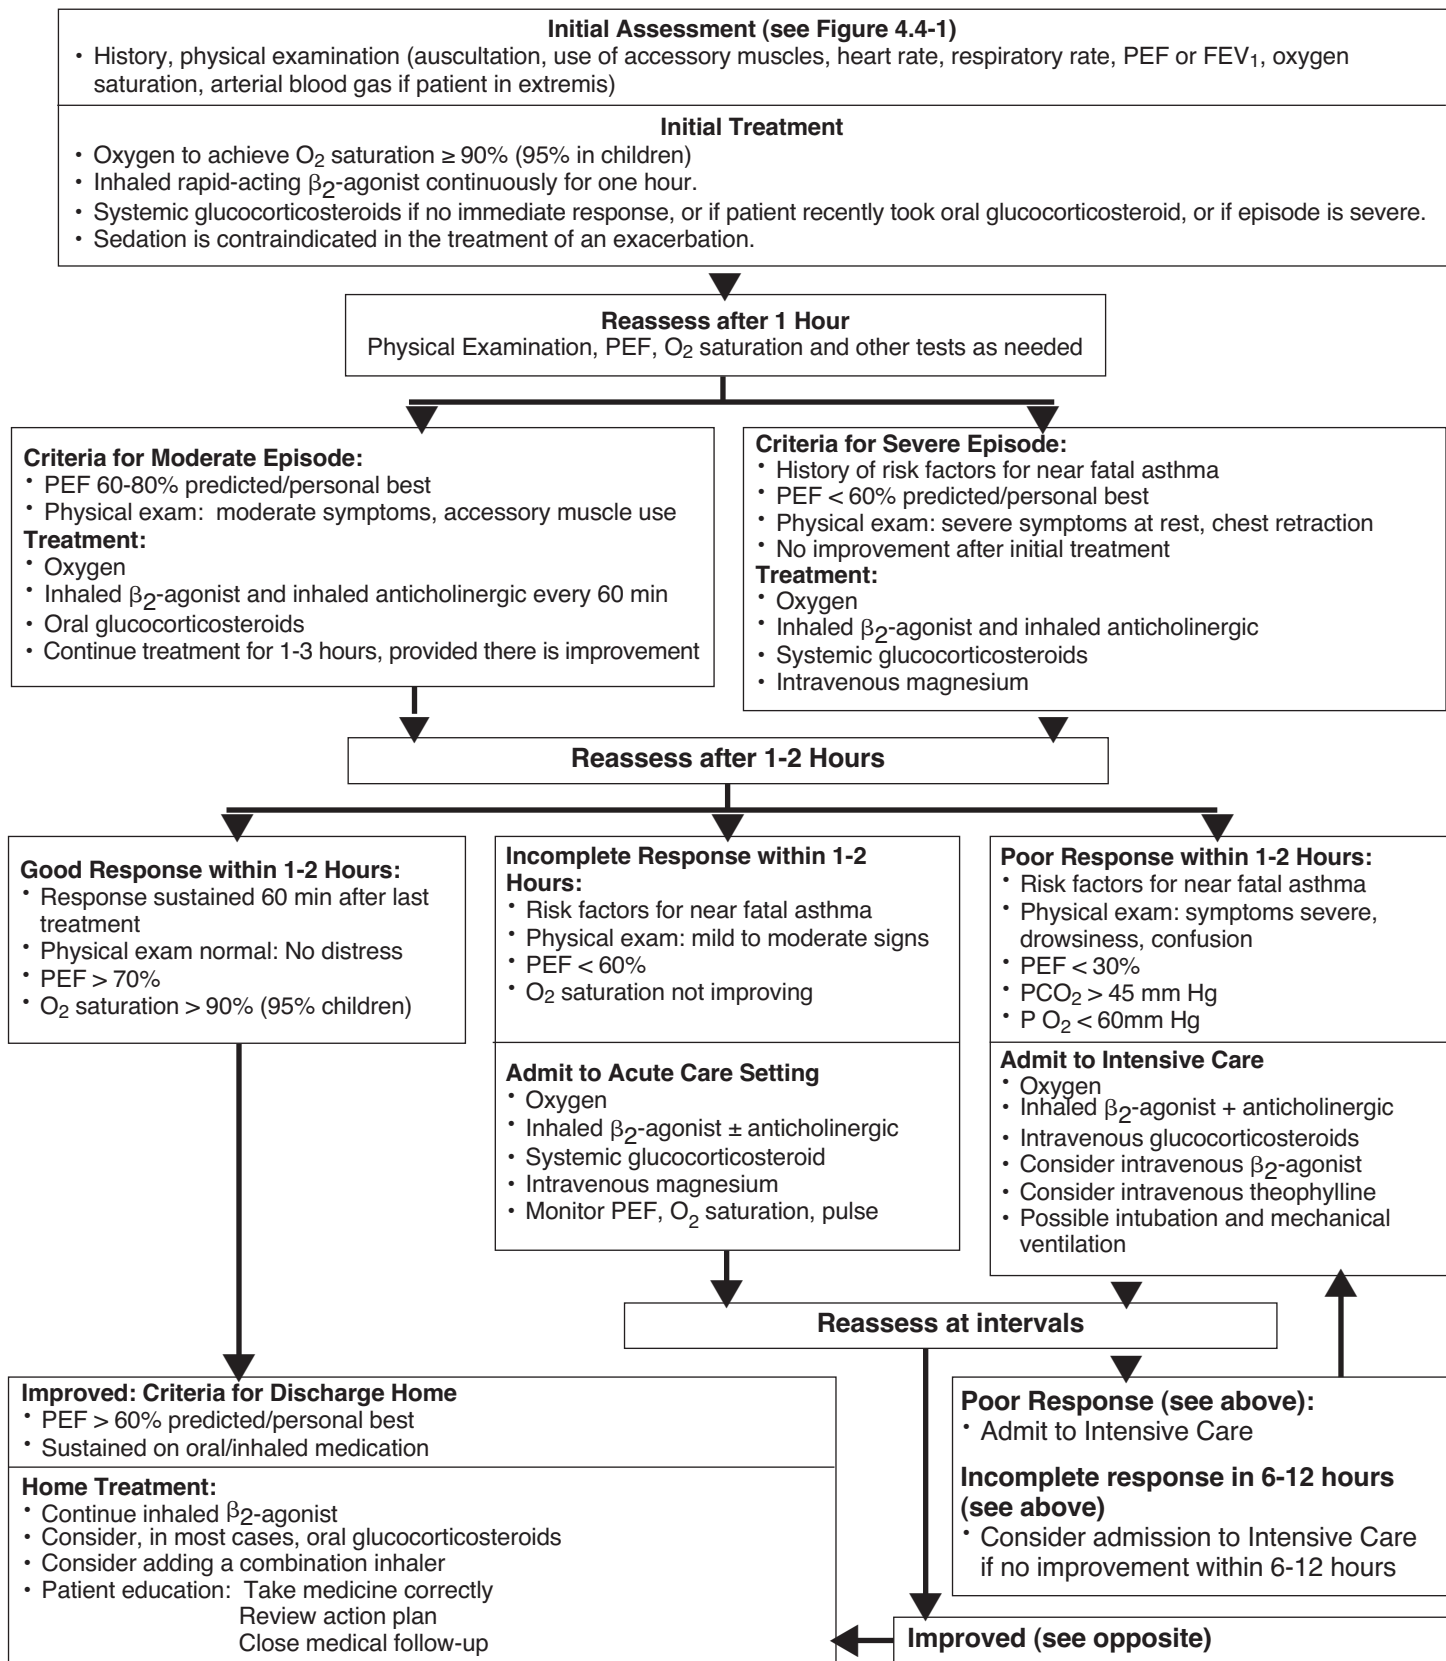 Initial Assessment (see Figure 4.4-1)
• History, physical examination (auscultation, use of accessory muscles, heart rate, respiratory rate, PEF or FEV₁, oxygen
saturation, arterial blood gas if patient in extremis)
Initial Treatment
• Oxygen to achieve O₂ saturation ≥ 90% (95% in children)
• Inhaled rapid-acting β₂-agonist continuously for one hour.
• Systemic glucocorticosteroids if no immediate response, or if patient recently took oral glucocorticosteroid, or if episode is severe.
• Sedation is contraindicated in the treatment of an exacerbation.
Reassess after 1 Hour
Physical Examination, PEF, O₂ saturation and other tests as needed
Criteria for Moderate Episode:
• PEF 60-80% predicted/personal best
• Physical exam: moderate symptoms, accessory muscle use
Treatment:
• Oxygen
• Inhaled β₂-agonist and inhaled anticholinergic every 60 min
• Oral glucocorticosteroids
• Continue treatment for 1-3 hours, provided there is improvement
Criteria for Severe Episode:
• History of risk factors for near fatal asthma
• PEF < 60% predicted/personal best
• Physical exam: severe symptoms at rest, chest retraction
• No improvement after initial treatment
Treatment:
• Oxygen
• Inhaled β₂-agonist and inhaled anticholinergic
• Systemic glucocorticosteroids
• Intravenous magnesium
Reassess after 1-2 Hours
Good Response within 1-2 Hours:
• Response sustained 60 min after last
treatment
• Physical exam normal: No distress
• PEF > 70%
• O₂ saturation > 90% (95% children)
Incomplete Response within 1-2
Hours:
• Risk factors for near fatal asthma
• Physical exam: mild to moderate signs
• PEF < 60%
• O₂ saturation not improving
Admit to Acute Care Setting
• Oxygen
• Inhaled β₂-agonist ± anticholinergic
• Systemic glucocorticosteroid
• Intravenous magnesium
• Monitor PEF, O₂ saturation, pulse
Poor Response within 1-2 Hours:
• Risk factors for near fatal asthma
• Physical exam: symptoms severe,
drowsiness, confusion
• PEF < 30%
• PCO₂ > 45 mm Hg
• P O₂ < 60mm Hg
Admit to Intensive Care
• Oxygen
• Inhaled β₂-agonist + anticholinergic
• Intravenous glucocorticosteroids
• Consider intravenous β₂-agonist
• Consider intravenous theophylline
• Possible intubation and mechanical
ventilation
Reassess at intervals
Improved: Criteria for Discharge Home
• PEF > 60% predicted/personal best
• Sustained on oral/inhaled medication
Home Treatment:
• Continue inhaled β₂-agonist
• Consider, in most cases, oral glucocorticosteroids
• Consider adding a combination inhaler
• Patient education: Take medicine correctly
Review action plan
Close medical follow-up
Poor Response (see above):
• Admit to Intensive Care
Incomplete response in 6-12 hours
(see above)
• Consider admission to Intensive Care
if no improvement within 6-12 hours
Improved (see opposite)